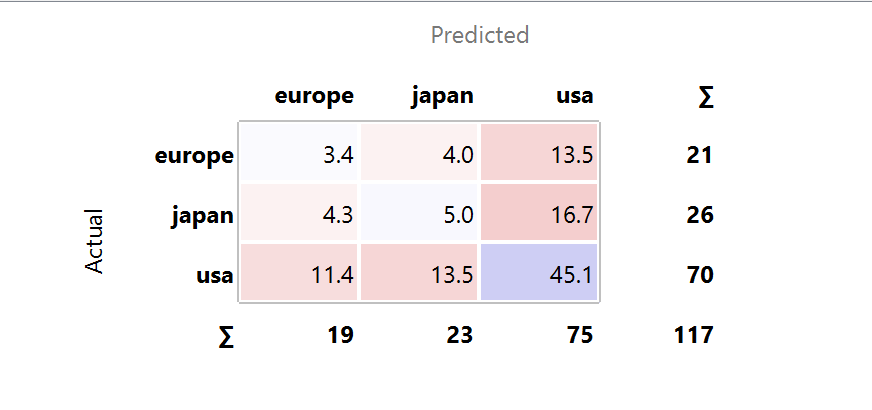 Predicted
europe japan usa ∑
europe 3.4 4.0 13.5 21
japan 4.3 5.0 16.7 26
usa 11.4 13.5 45.1 70
∑ 19 23 75 117
Actual